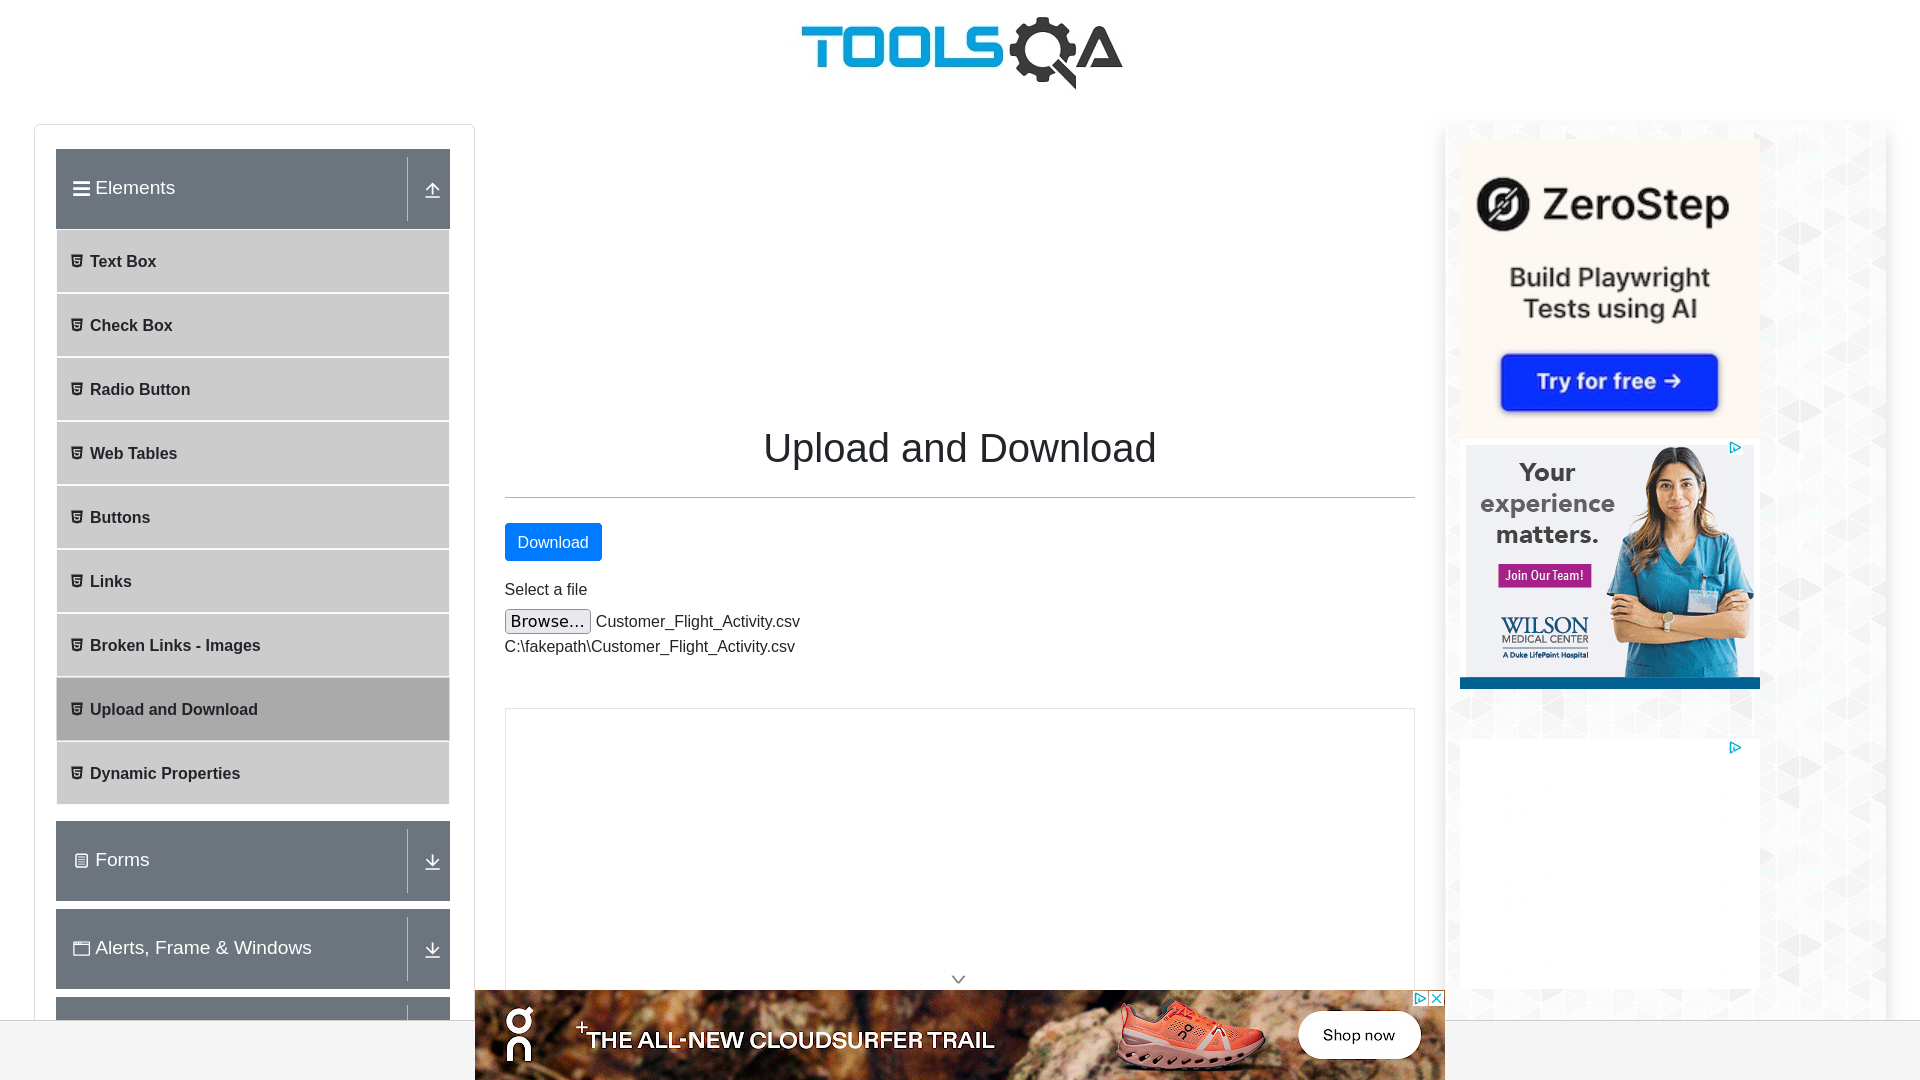 TOOLSQA
Elements
Text Box
Check Box
Radio Button
Web Tables
Buttons
Links
Broken Links - Images
Upload and Download
Dynamic Properties
Forms
Alerts, Frame & Windows
Upload and Download
Download
Select a file
Browse... Customer_Flight_Activity.csv
C:\fakepath\Customer_Flight_Activity.csv
ZeroStep
Build Playwright
Tests using AI
Try for free →
Your
experience
matters.
Join Our Team!
WILSON
MEDICAL CENTER
A Duke LifePoint Hospital
on
THE ALL-NEW CLOUDSURFER TRAIL
Shop now